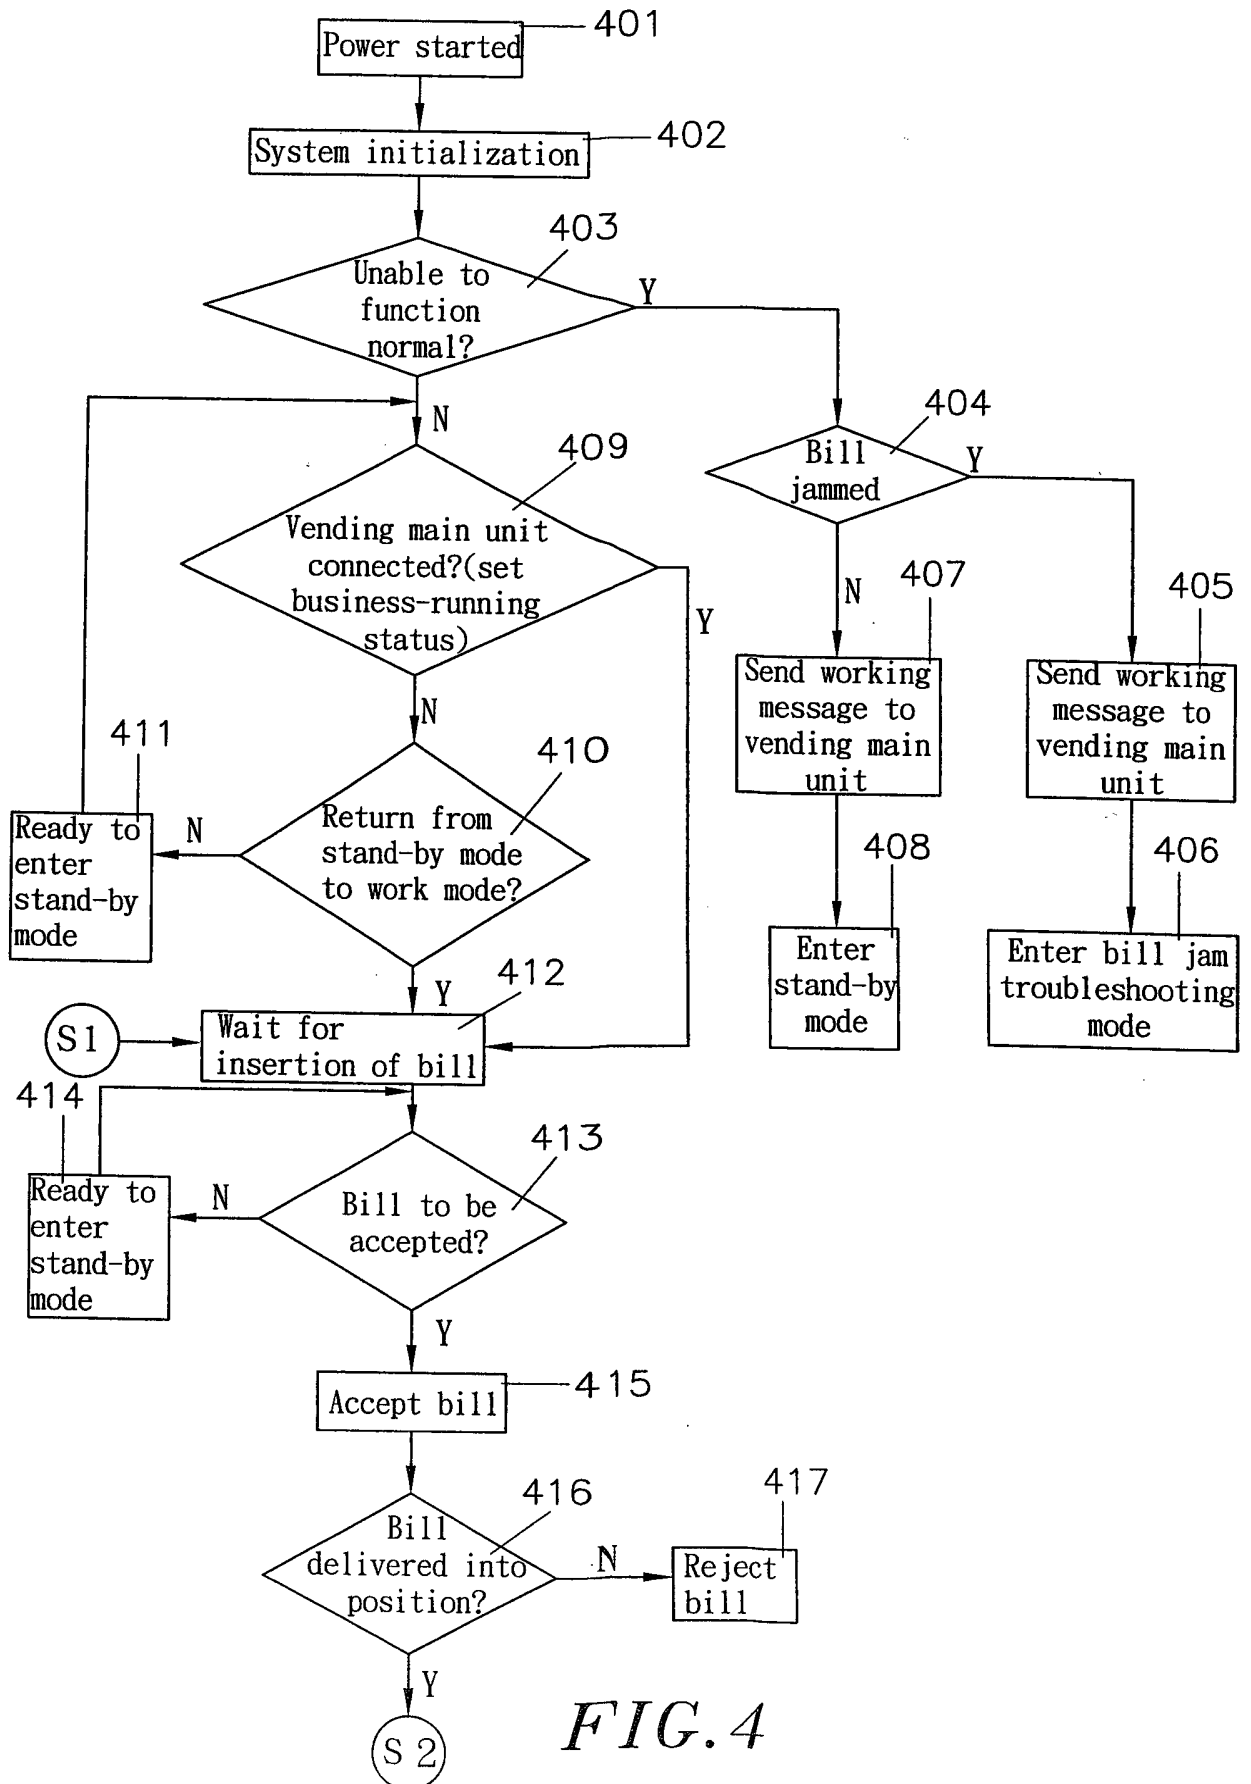 401
Power started
402
System initialization
403
Unable to
function
normal?
Y
N
404
Bill
jammed
Y
N
409
Vending main unit
connected?(set
business-running
status)
Y
N
407
Send working
message to
vending main
unit
405
Send working
message to
vending main
unit
411
Ready to
enter
stand-by
mode
N
410
Return from
stand-by mode
to work mode?
Y
408
Enter
stand-by
mode
406
Enter bill jam
troubleshooting
mode
S1
412
Wait for
insertion of bill
414
Ready to
enter
stand-by
mode
N
413
Bill to be
accepted?
Y
415
Accept bill
416
Bill
delivered into
position?
N
417
Reject
bill
Y
S2
FIG.4